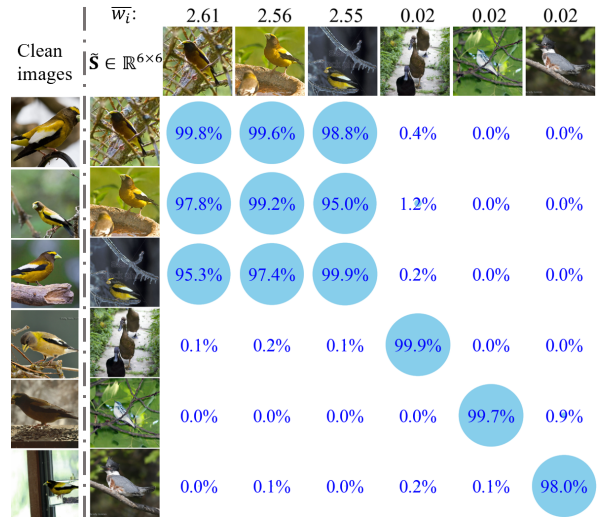 w̅ᵢ: 2.61 2.56 2.55 0.02 0.02 0.02
Clean images S̃ ∈ ℝ⁶ˣ⁶
99.8% 99.6% 98.8% 0.4% 0.0% 0.0%
97.8% 99.2% 95.0% 1.2% 0.0% 0.0%
95.3% 97.4% 99.9% 0.2% 0.0% 0.0%
0.1% 0.2% 0.1% 99.9% 0.0% 0.0%
0.0% 0.0% 0.0% 0.0% 99.7% 0.9%
0.0% 0.1% 0.0% 0.2% 0.1% 98.0%